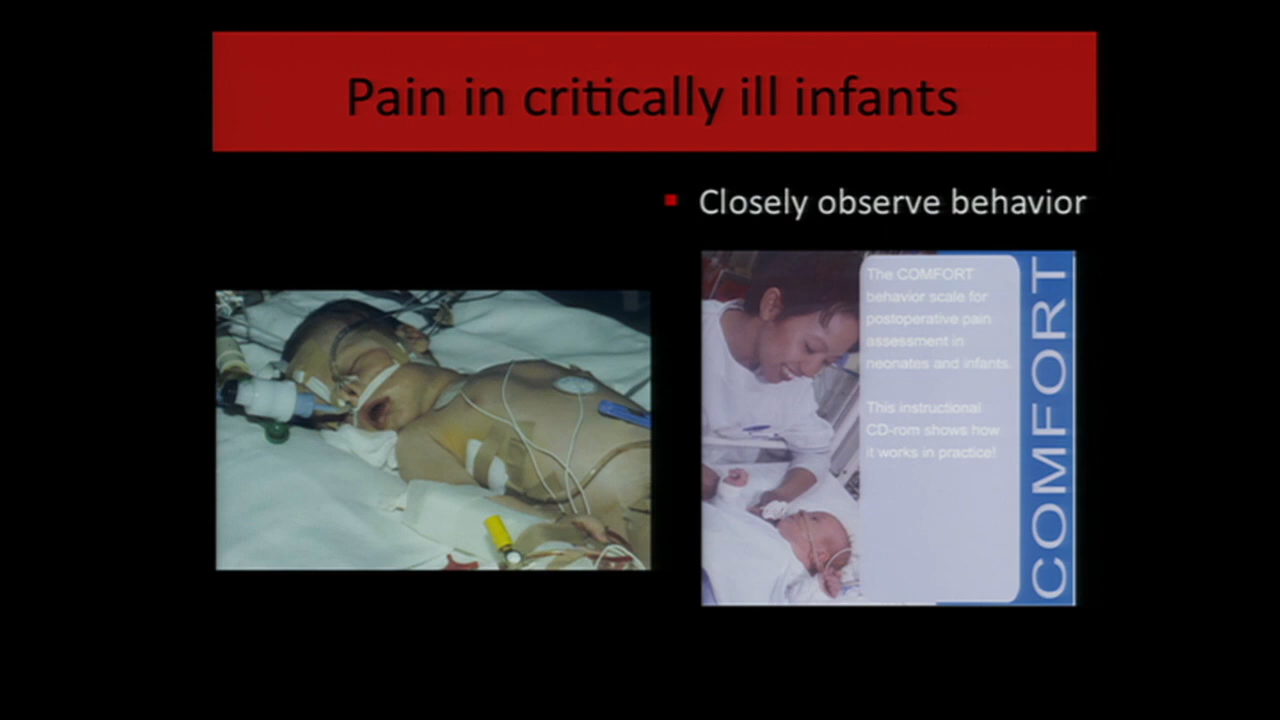 Pain in critically ill infants
Closely observe behavior
The COMFORT
behavior scale for
postoperative pain
assessment in
neonates and infants.
This instructional
CD-rom shows how
it works in practice!
COMFORT